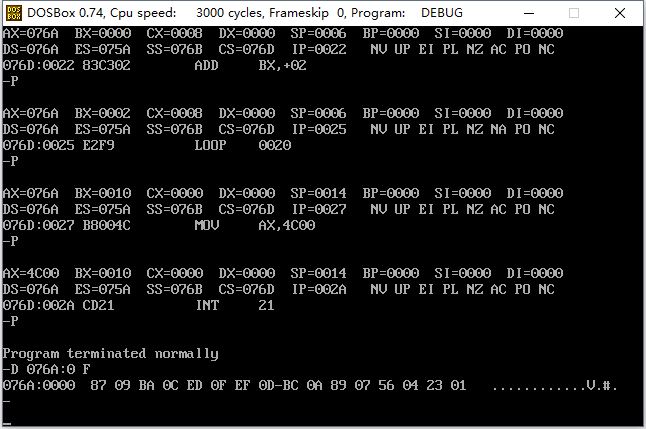 DOSBox 0.74, Cpu speed: 3000 cycles, Frameskip 0, Program: DEBUG
AX=076A BX=0000 CX=0008 DX=0000 SP=0006 BP=0000 SI=0000 DI=0000
DS=076A ES=075A SS=076B CS=076D IP=0022 NV UP EI PL NZ AC PO NC
076D:0022 83C302 ADD BX,+02
-P
AX=076A BX=0002 CX=0008 DX=0000 SP=0006 BP=0000 SI=0000 DI=0000
DS=076A ES=075A SS=076B CS=076D IP=0025 NV UP EI PL NZ NA PO NC
076D:0025 E2F9 LOOP 0020
-P
AX=076A BX=0010 CX=0000 DX=0000 SP=0014 BP=0000 SI=0000 DI=0000
DS=076A ES=075A SS=076B CS=076D IP=0027 NV UP EI PL NZ AC PO NC
076D:0027 B8004C MOV AX,4C00
-P
AX=4C00 BX=0010 CX=0000 DX=0000 SP=0014 BP=0000 SI=0000 DI=0000
DS=076A ES=075A SS=076B CS=076D IP=002A NV UP EI PL NZ AC PO NC
076D:002A CD21 INT 21
-P
Program terminated normally
-D 076A:0 F
076A:0000 87 09 BA 0C ED 0F EF 0D-BC 0A 89 07 56 04 23 01 ............V.#.
-